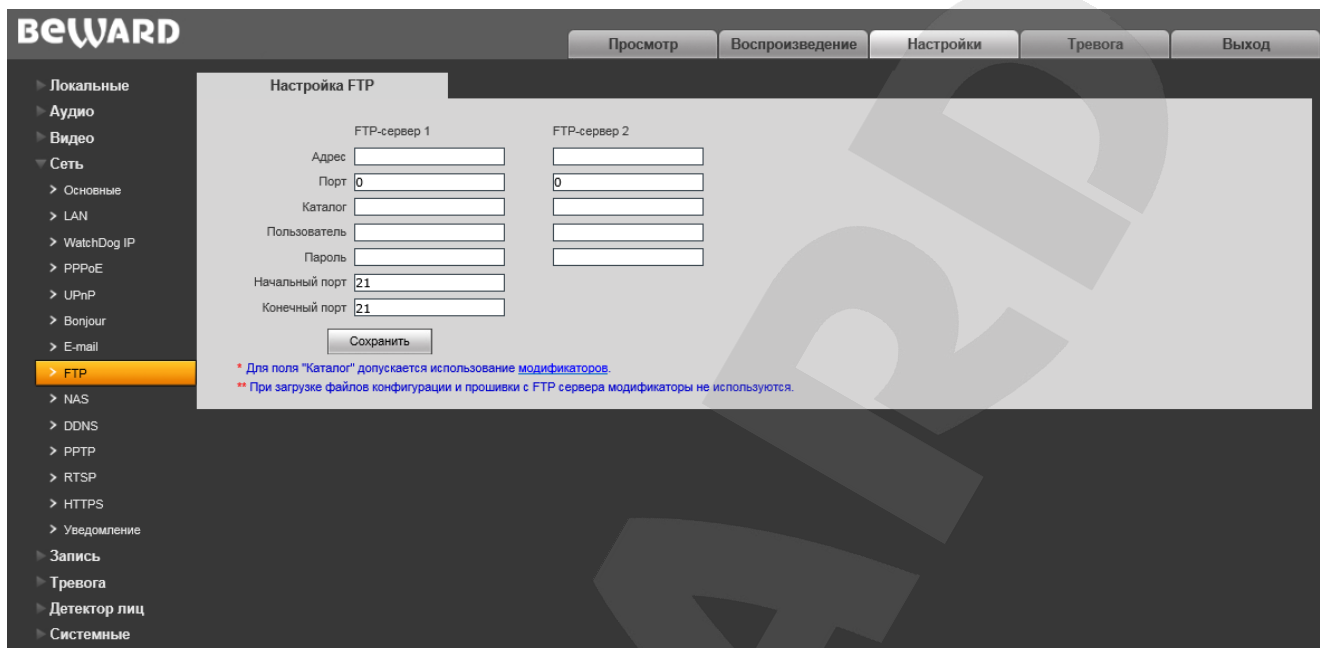 BEWARD
Просмотр Воспроизведение Настройки Тревога Выход
Локальные
Аудио
Видео
Сеть
Основные
LAN
WatchDog IP
PPPoE
UPnP
Bonjour
E-mail
FTP
NAS
DDNS
PPTP
RTSP
HTTPS
Уведомление
Запись
Тревога
Детектор лиц
Системные
Настройка FTP
FTP-сервер 1 FTP-сервер 2
Адрес
Порт 0 0
Каталог
Пользователь
Пароль
Начальный порт 21
Конечный порт 21
Сохранить
* Для поля "Каталог" допускается использование модификаторов.
** При загрузке файлов конфигурации и прошивки с FTP сервера модификаторы не используются.
ARD